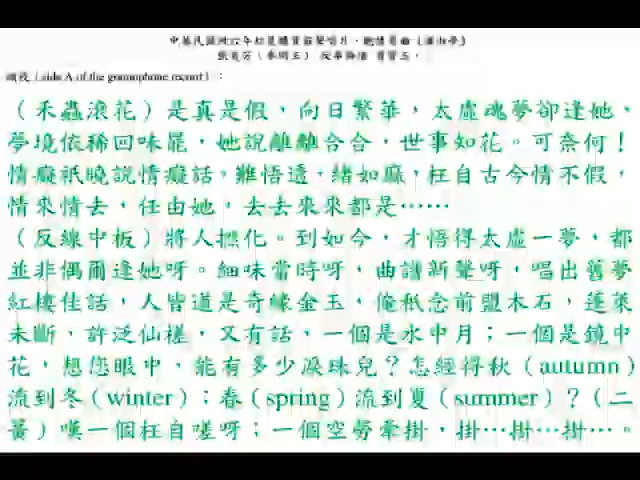 頭段（side A of the gramophone record）：
（禾蟲滾花）是真是假，向日繁華，太虛魂夢卻逢她，
夢境依稀回味罷，她說離離合合，世事如花。可奈何！
情癡祇曉說情癡話，難悟透，緒如麻，枉自古今情不假，
情來情去，任由她，去去來來都是……
（反線中板）將人撚化。到如今，才悟得太虛一夢，都
並非偶爾逢她呀。細味當時呀，曲譜新聲呀，唱出舊夢
紅樓佳話，人皆道是奇緣金玉，俺秪念前盟木石，蓬萊
未斷，許泛仙槎，又有話，一個是水中月；一個是鏡中
花，想您眼中，能有多少淚珠兒？怎經得秋（autumn）
流到冬（winter）；春（spring）流到夏（summer）？（二
簧）嘆一個枉自嗟呀；一個空勞牽掛，掛…掛…掛…。